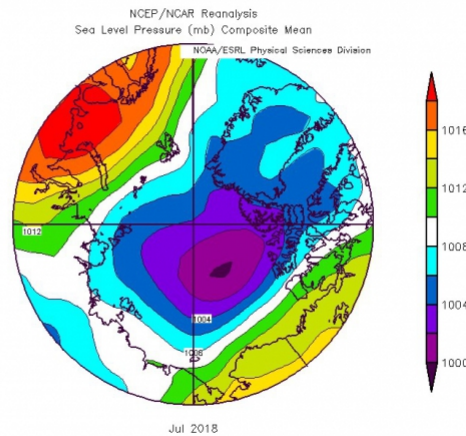 NCEP/NCAR Reanalysis
Sea Level Pressure (mb) Composite Mean
NOAA/ESRL Physical Sciences Division
1016
1012
1012
1008
1004
1004
1006
1000
Jul 2018